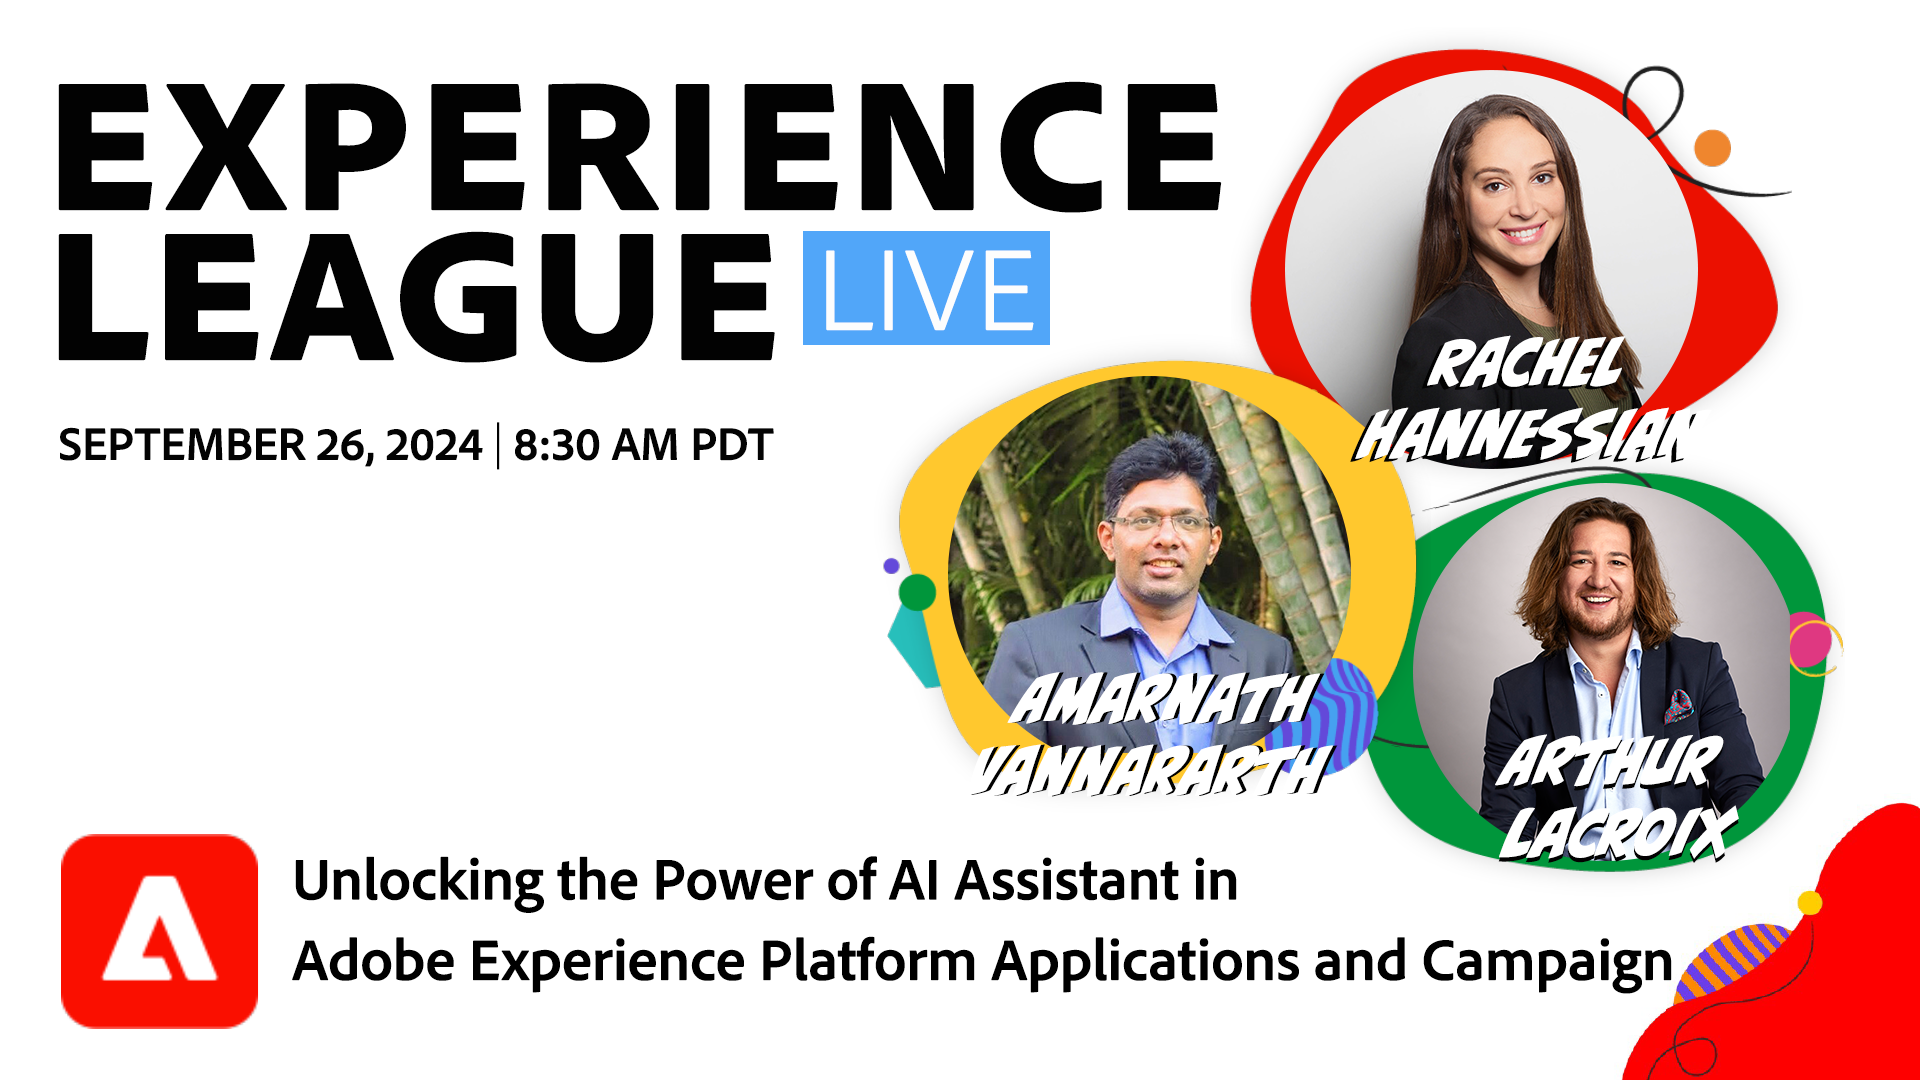 EXPERIENCE
LEAGUE LIVE
SEPTEMBER 26, 2024 | 8:30 AM PDT
RACHEL
HANNESSIAN
AMARNATH
VANNARARTH
ARTHUR
LACROIX
Unlocking the Power of AI Assistant in
Adobe Experience Platform Applications and Campaign